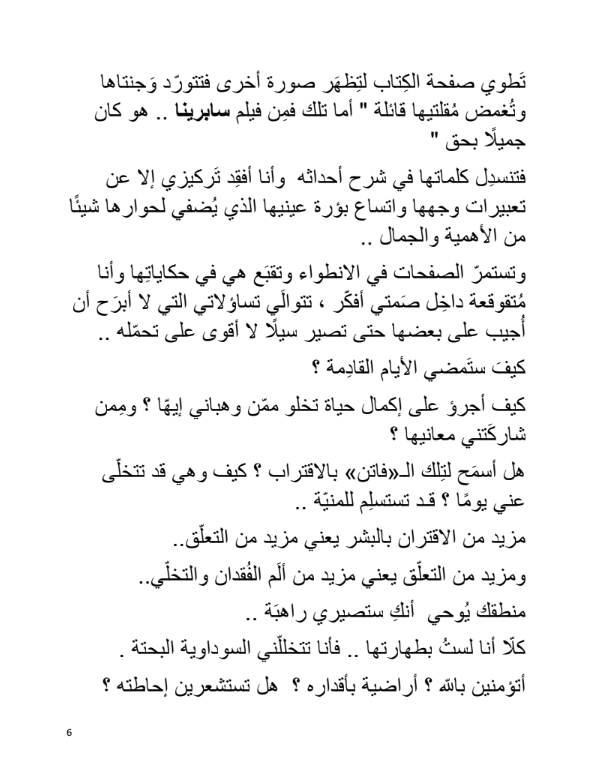 تَطوي صفحة الكِتاب لتِظهَر صورة أخرى فتتورّد وَجنتاها
وتُغمض مُقلتيها قائلة " أما تلك فمِن فيلم سابرينا .. هو كان
جميلًا بحق "
فتنسدِل كلماتها في شرح أحداثه وأنا أفقِد تَركيزي إلا عن
تعبيرات وجهها واتساع بؤرة عينيها الذي يُضفي لحوارها شيئًا
من الأهمية والجمال ..
وتستمرّ الصفحات في الانطواء وتقبَع هي في حكاياتِها وأنا
مُتقوقعة داخِل صَمتي أفكّر ، تتوالَي تساؤلاتي التي لا أبرَح أن
أُجيب على بعضها حتى تصير سيلًا لا أقوى على تحمّله ..
كيفَ ستَمضي الأيام القادِمة ؟
كيف أجرؤ على إكمال حياة تخلو ممّن وهباني إيهّا ؟ ومِمن
شاركَتني معانيها ؟
هل أسمَح لتِلك الـ«فاتن» بالاقتراب ؟ كيف وهي قد تتخلّى
عني يومًا ؟ قـد تستسلِم للمنيّة ..
مزيد من الاقتران بالبشر يعني مزيد من التعلّق..
ومزيد من التعلّق يعني مزيد من ألَم الفُقدان والتخلّي..
منطقك يُوحي أنكِ ستصيري راهبَة ..
كلّا أنا لستُ بطهارتها .. فأنا تتخللّني السوداوية البحتة .
أتؤمنين بالله ؟ أراضية بأقداره ؟ هل تستشعرين إحاطته ؟
6